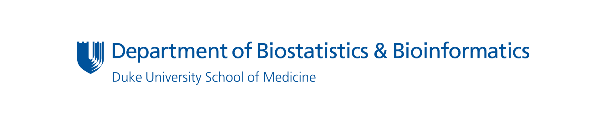 Department of Biostatistics & Bioinformatics
Duke University School of Medicine